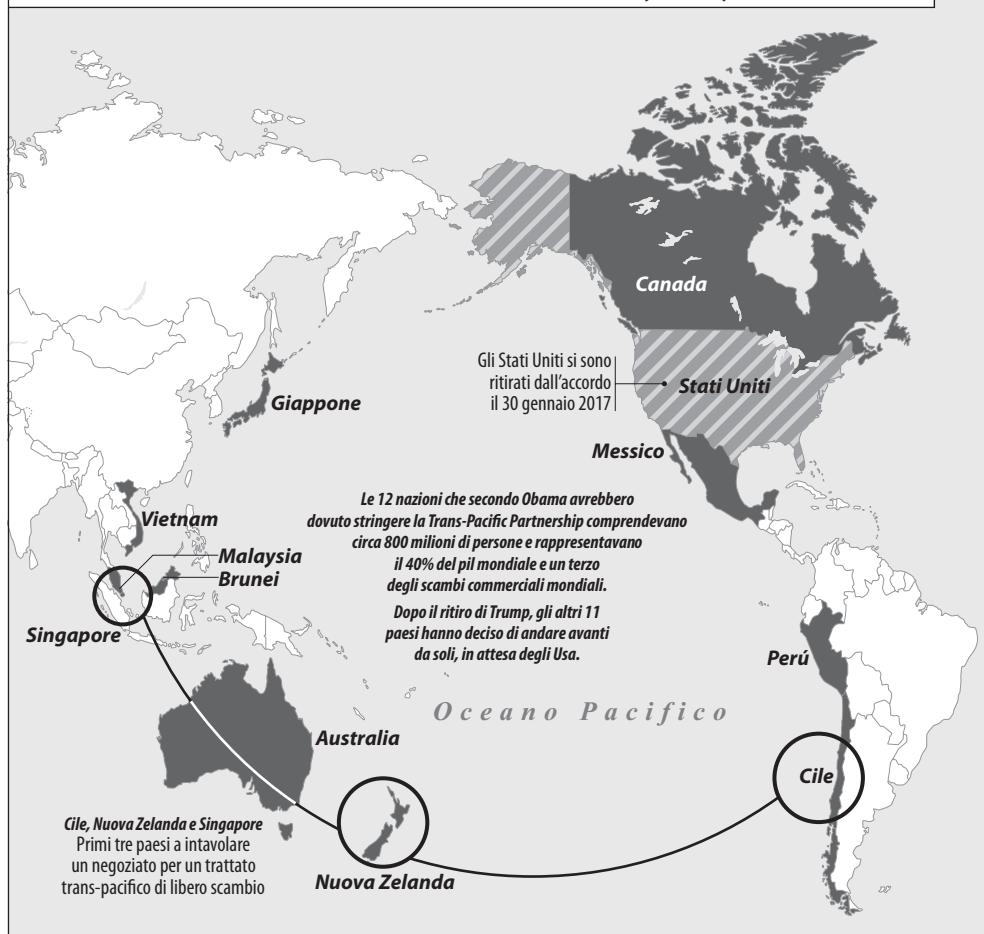 Canada
Gli Stati Uniti si sono
ritirati dall'accordo
il 30 gennaio 2017
Stati Uniti
Giappone
Messico
Le 12 nazioni che secondo Obama avrebbero
dovuto stringere la Trans-Pacific Partnership comprendevano
circa 800 milioni di persone e rappresentavano
il 40% del pil mondiale e un terzo
degli scambi commerciali mondiali.
Dopo il ritiro di Trump, gli altri 11
paesi hanno deciso di andare avanti
da soli, in attesa degli Usa.
Vietnam
Malaysia
Brunei
Singapore
Perú
Oceano Pacifico
Australia
Cile
Cile, Nuova Zelanda e Singapore
Primi tre paesi a intavolare
un negoziato per un trattato
trans-pacifico di libero scambio
Nuova Zelanda